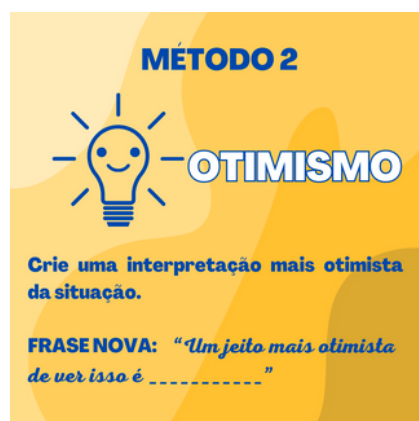 MÉTODO 2
OTIMISMO
Crie uma interpretação mais otimista
da situação.
FRASE NOVA: "Um jeito mais otimista
de ver isso é ___________"